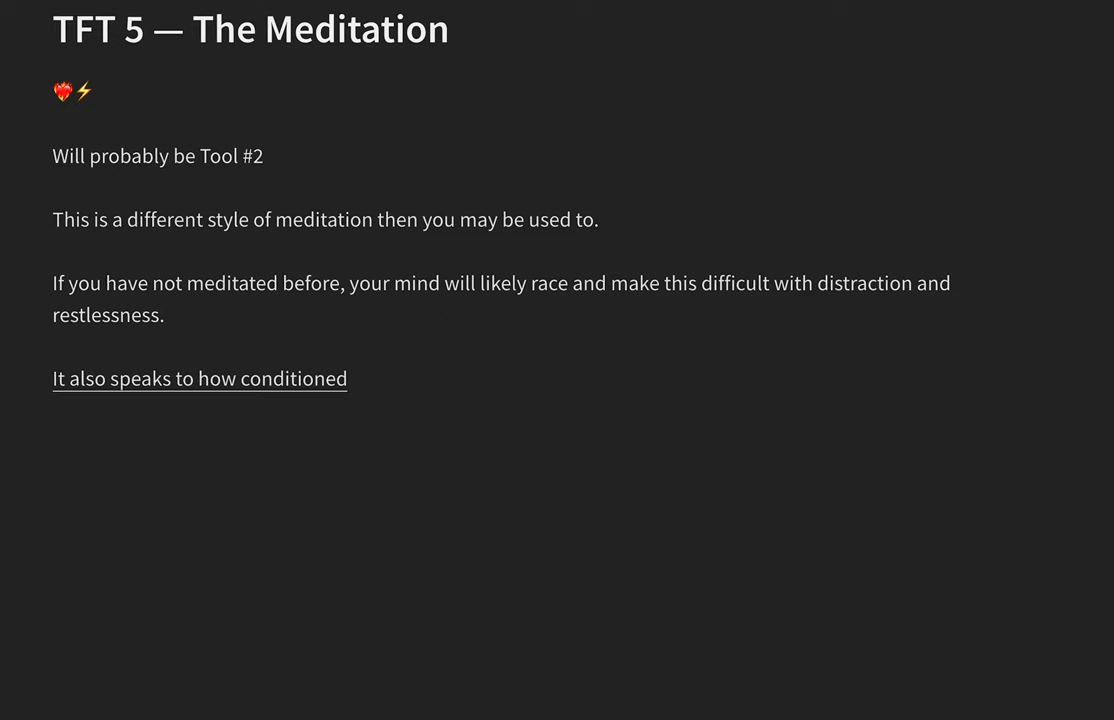 TFT 5 — The Meditation
❤️‍🔥⚡
Will probably be Tool #2
This is a different style of meditation then you may be used to.
If you have not meditated before, your mind will likely race and make this difficult with distraction and
restlessness.
It also speaks to how conditioned